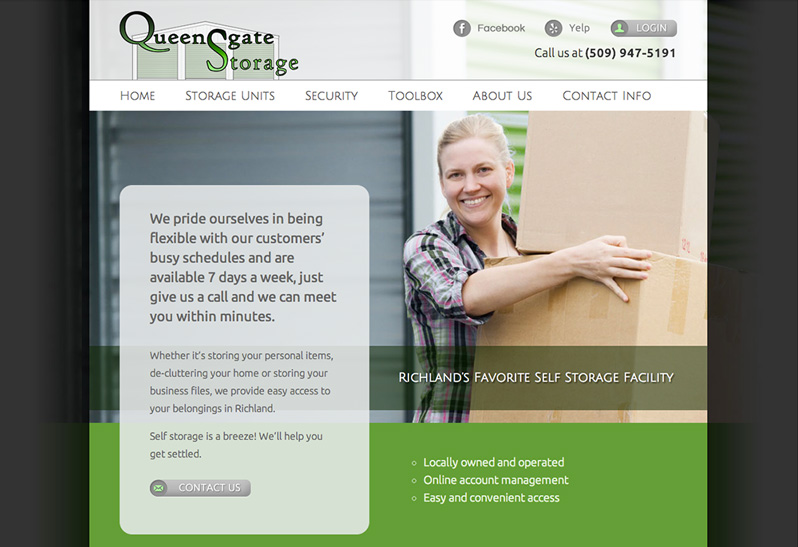 QueensGate
Storage
Facebook
Yelp
LOGIN
Call us at (509) 947-5191
HOME
STORAGE UNITS
SECURITY
TOOLBOX
ABOUT US
CONTACT INFO
We pride ourselves in being
flexible with our customers’
busy schedules and are
available 7 days a week, just
give us a call and we can meet
you within minutes.
Whether it’s storing your personal items,
de-cluttering your home or storing your
business files, we provide easy access to
your belongings in Richland.
Self storage is a breeze! We’ll help you
get settled.
CONTACT US
RICHLAND'S FAVORITE SELF STORAGE FACILITY
Locally owned and operated
Online account management
Easy and convenient access